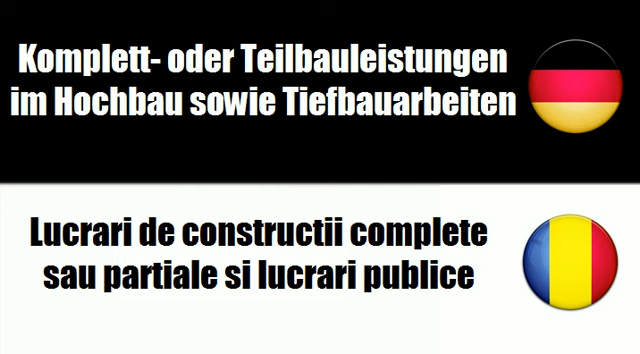 Komplett- oder Teilbauleistungen
im Hochbau sowie Tiefbauarbeiten
Lucrari de constructii complete
sau partiale si lucrari publice